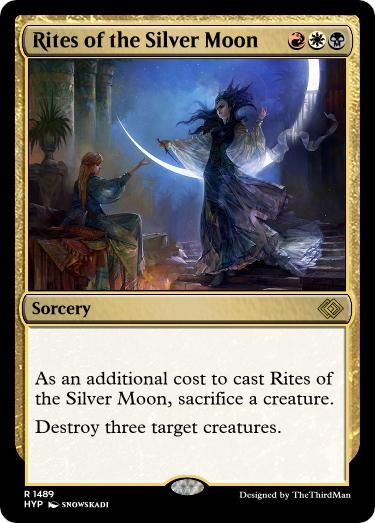 Rites of the Silver Moon
Sorcery
As an additional cost to cast Rites of
the Silver Moon, sacrifice a creature.
Destroy three target creatures.
R 1489
HYP SNOWSKADI
Designed by TheThirdMan